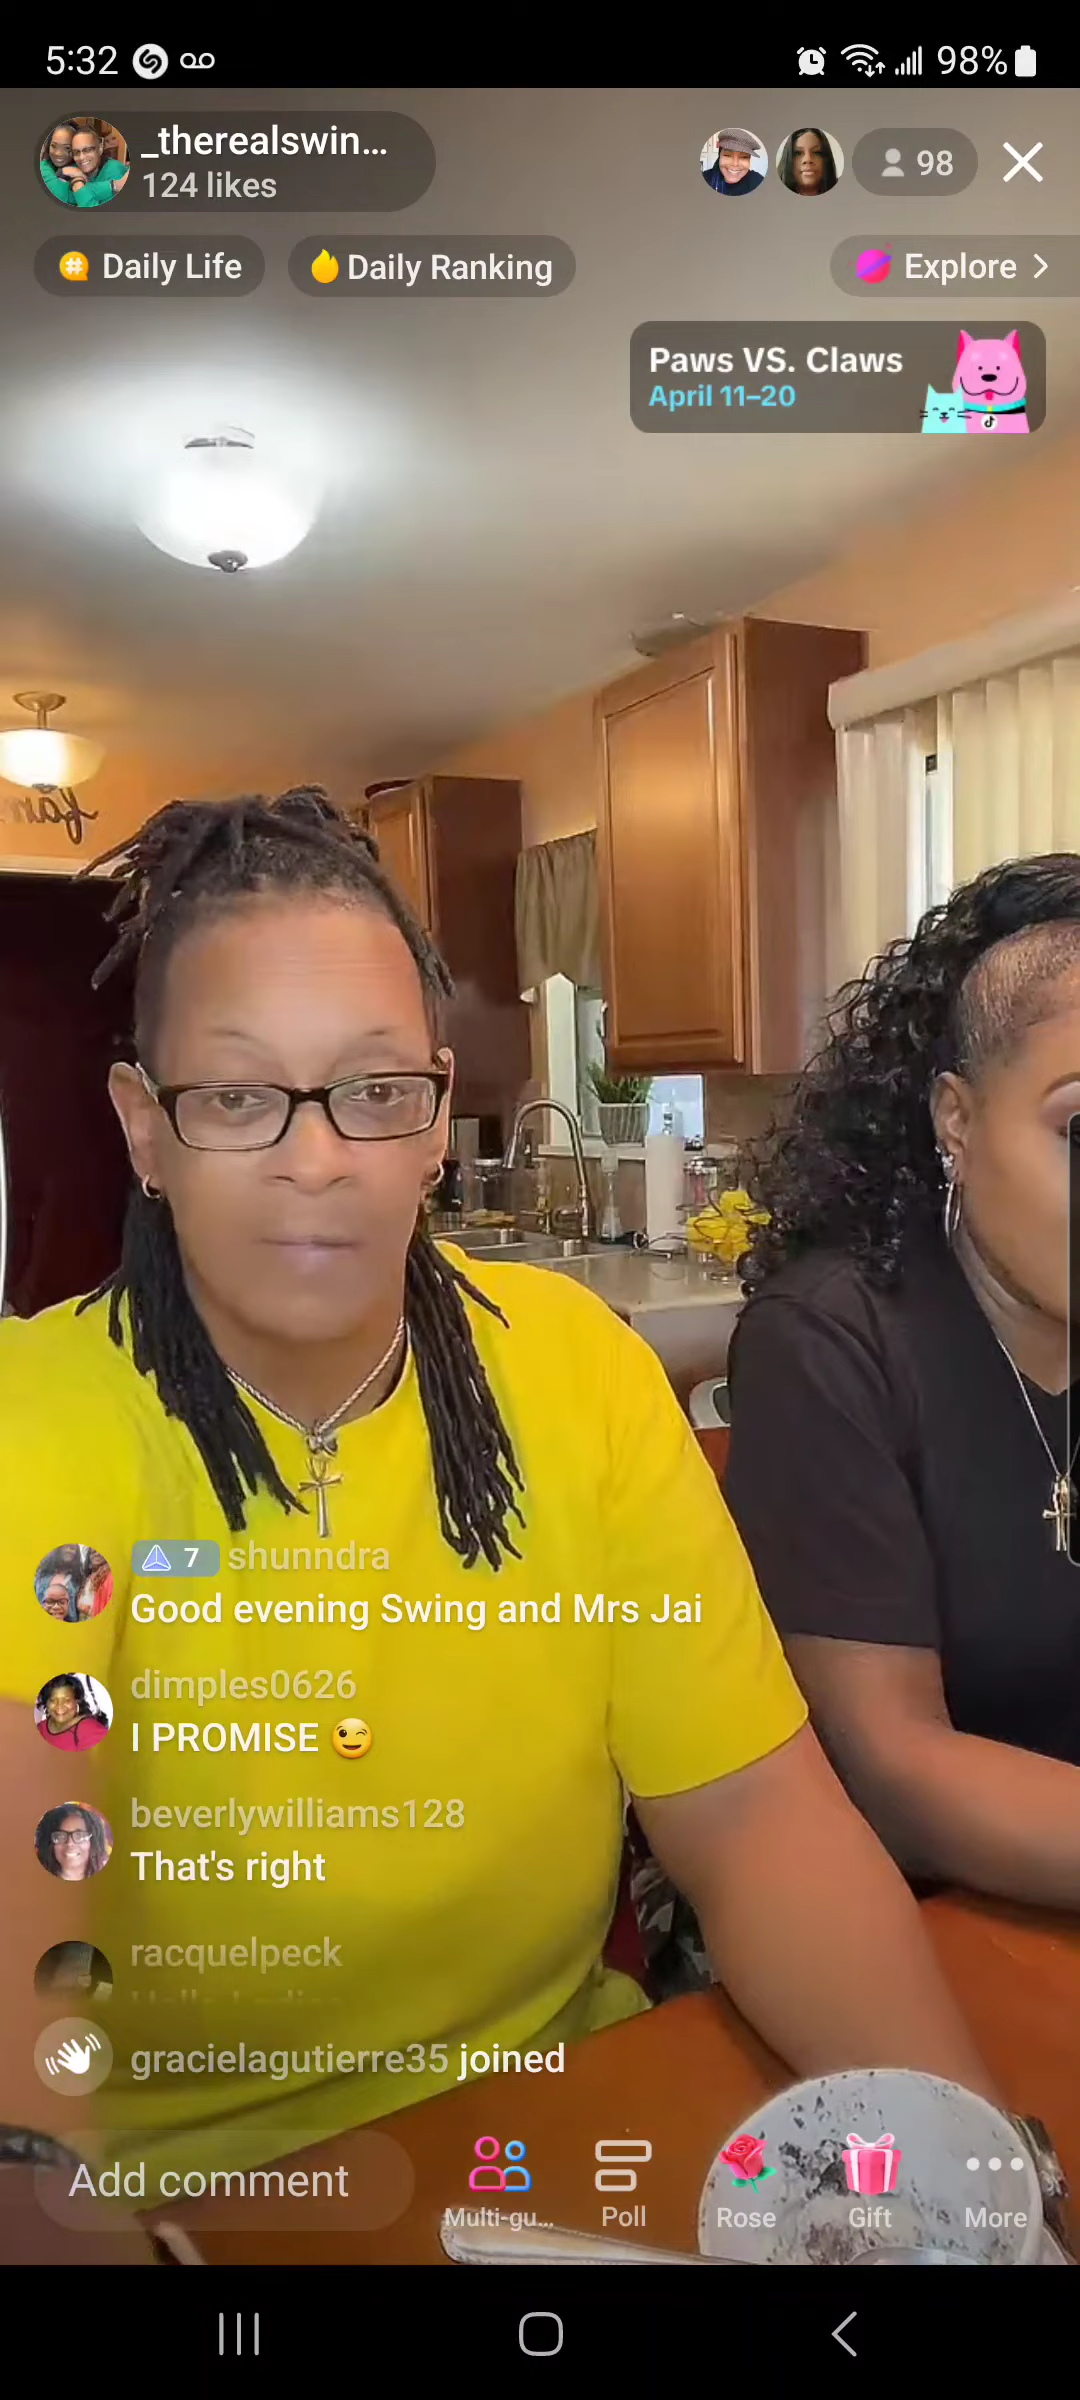 5:32
98%
_therealswin...
124 likes
98
Daily Life
Daily Ranking
Explore
Paws VS. Claws
April 11–20
fam
7 shunndra
Good evening Swing and Mrs Jai
dimples0626
I PROMISE 😉
beverlywilliams128
That's right
racquelpeck
gracielagutierre35 joined
Add comment
Multi-gu...
Poll
Rose
Gift
More